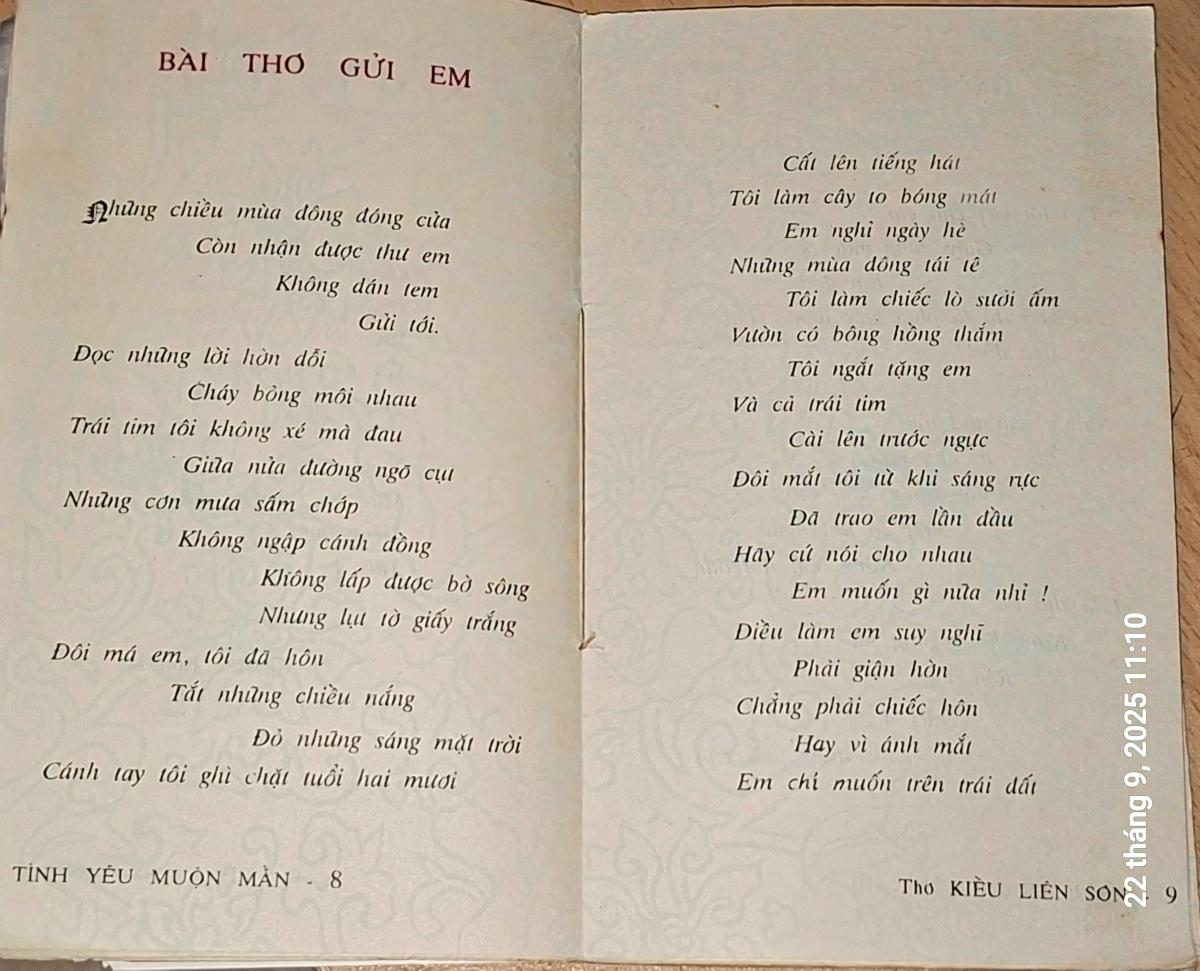 BÀI THƠ GỬI EM
Những chiều mùa đông đóng cửa
Còn nhận được thư em
Không dán tem
Gửi tới.
Đọc những lời hờn dỗi
Cháy bỏng môi nhau
Trái tim tôi không xé mà đau
Giữa nửa đường ngõ cụt
Những cơn mưa sấm chớp
Không ngập cánh đồng
Không lấp được bờ sông
Nhưng lụt tờ giấy trắng
Đôi má em, tôi đã hôn
Tắt những chiều nắng
Đỏ những sáng mặt trời
Cánh tay tôi ghì chặt tuổi hai mươi
TÌNH YÊU MUỘN MẰN - 8
Cất lên tiếng hát
Tôi làm cây to bóng mát
Em nghỉ ngày hè
Những mùa đông tái tê
Tôi làm chiếc lò sưởi ấm
Vườn có bông hồng thắm
Tôi ngắt tặng em
Và cả trái tim
Cài lên trước ngực
Đôi mắt tôi từ khi sáng rực
Đã trao em lần đầu
Hãy cứ nói cho nhau
Em muốn gì nữa nhỉ !
Điều làm em suy nghĩ
Phải giận hờn
Chẳng phải chiếc hôn
Hay vì ánh mắt
Em chỉ muốn trên trái đất
Thơ KIỀU LIÊN SƠN - 9
22 tháng 9, 2025 11:10